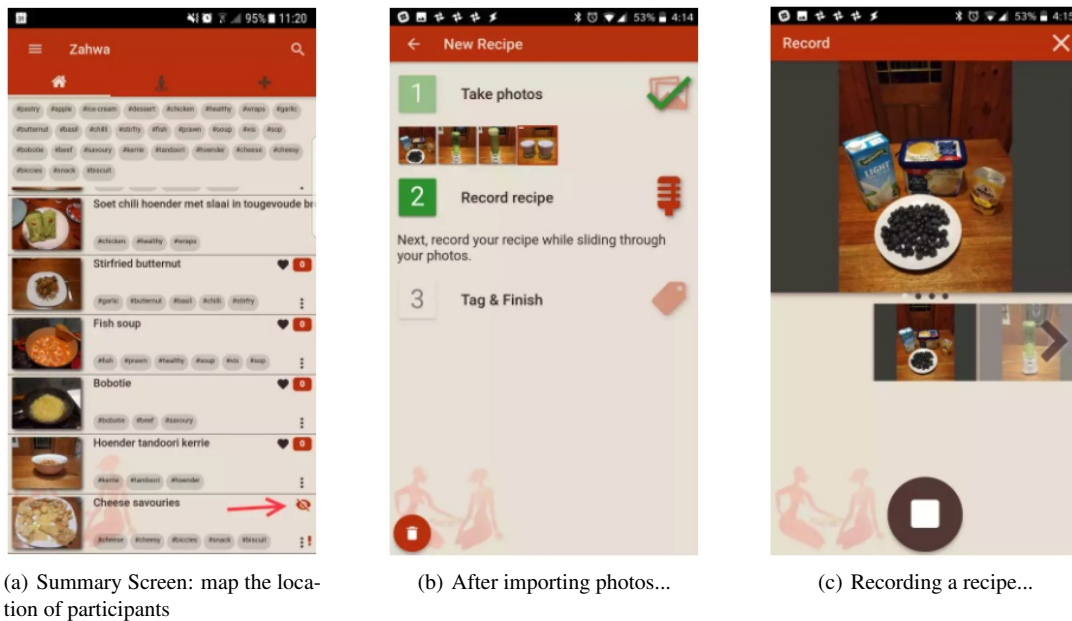 95% 11:20
Zahwa
#pastry #apple #ice-cream #dessert #chicken #healthy #wraps #garlic
#butternut #basil #chilli #stirfry #fish #prawn #soup #vis #sop
#bobotie #beef #savoury #kerrie #tandoori #hoender #cheese #cheesy
#biccies #snack #biscuit
Soet chili hoender met slaai in tougevoude br
#chicken #healthy #wraps
Stirfried butternut
0
#garlic #butternut #basil #chilli #stirfry
Fish soup
0
#fish #prawn #healthy #soup #vis #sop
Bobotie
0
#bobotie #beef #savoury
Hoender tandoori kerrie
0
#kerrie #tandoori #hoender
Cheese savouries
#cheese #cheesy #biccies #snack #biscuit
(a) Summary Screen: map the loca-
tion of participants
53% 4:14
New Recipe
1 Take photos
2 Record recipe
Next, record your recipe while sliding through
your photos.
3 Tag & Finish
(b) After importing photos...
53% 4:15
Record
LIGHT
(c) Recording a recipe...